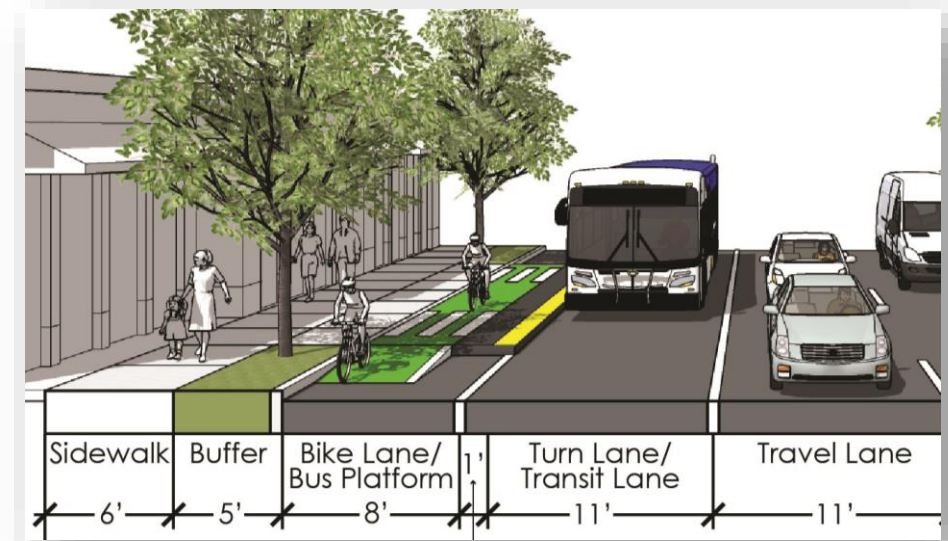 Sidewalk
Buffer
Bike Lane/
Bus Platform
1'
Turn Lane/
Transit Lane
Travel Lane
6'
5'
8'
11'
11'